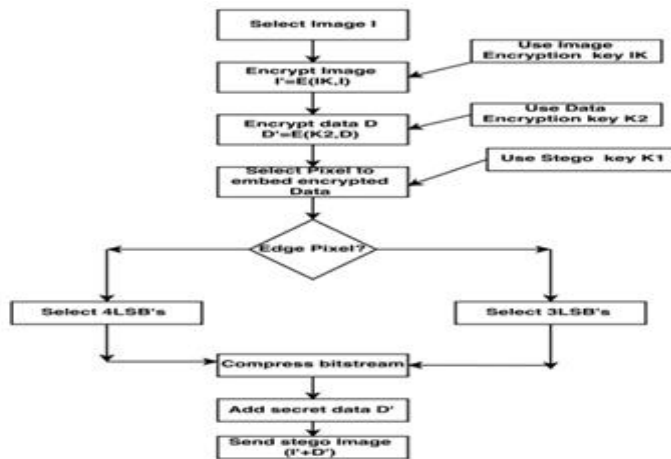 Select Image I
Use Image
Encryption key IK
Encrypt Image
I'=E(IK,I)
Use Data
Encryption key K2
Encrypt data D
D'=E(K2,D)
Use Stego key K1
Select Pixel to
embed encrypted
Data
Edge Pixel?
Select 4LSB's
Select 3LSB's
Compress bitstream
Add secret data D'
Send stego Image
(I'+D')